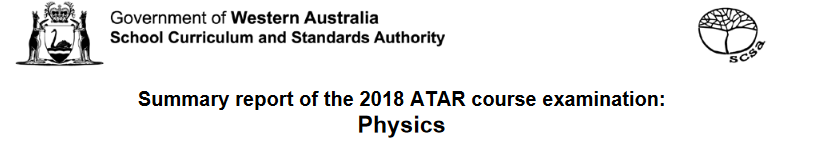 Government of Western Australia
School Curriculum and Standards Authority
scsa
Summary report of the 2018 ATAR course examination:
Physics